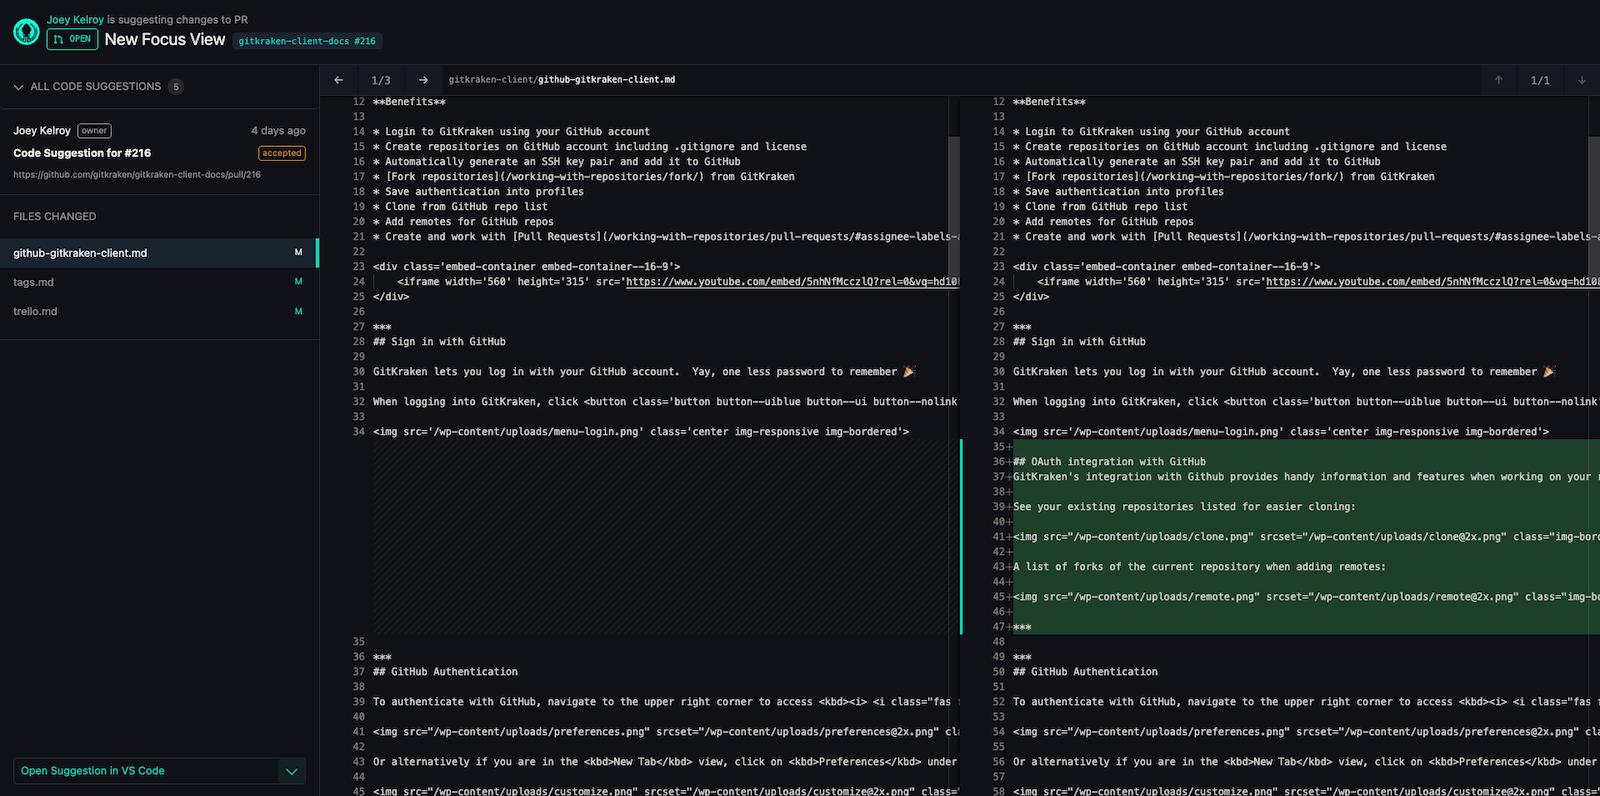 Joey Kelroy is suggesting changes to PR
OPEN New Focus View gitkraken-client-docs #216
ALL CODE SUGGESTIONS 5
Joey Kelroy owner 4 days ago
Code Suggestion for #216 accepted
https://github.com/gitkraken/gitkraken-client-docs/pull/216
FILES CHANGED
github-gitkraken-client.md M
tags.md M
trello.md M
Open Suggestion in VS Code
← 1/3 → gitkraken-client/github-gitkraken-client.md ↑ 1/1 ↓
12 **Benefits**
13
14 * Login to GitKraken using your GitHub account
15 * Create repositories on GitHub account including .gitignore and license
16 * Automatically generate an SSH key pair and add it to GitHub
17 * [Fork repositories](/working-with-repositories/fork/) from GitKraken
18 * Save authentication into profiles
19 * Clone from GitHub repo list
20 * Add remotes for GitHub repos
21 * Create and work with [Pull Requests](/working-with-repositories/pull-requests/#assignee-labels-a
22
23 <div class='embed-container embed-container--16-9'>
24 <iframe width='560' height='315' src='https://www.youtube.com/embed/5nhNfMcczlQ?rel=0&vq=hd108
25 </div>
26
27 ***
28 ## Sign in with GitHub
29
30 GitKraken lets you log in with your GitHub account.  Yay, one less password to remember 🎉
31
32 When logging into GitKraken, click <button class='button button--uiblue button--ui button--nolink'
33
34 <img src='/wp-content/uploads/menu-login.png' class='center img-responsive img-bordered'>
35
36 ***
37 ## GitHub Authentication
38
39 To authenticate with GitHub, navigate to the upper right corner to access <kbd><i> <i class="fas f
40
41 <img src="/wp-content/uploads/preferences.png" srcset="/wp-content/uploads/preferences@2x.png" cla
42
43 Or alternatively if you are in the <kbd>New Tab</kbd> view, click on <kbd>Preferences</kbd> under
44
45 <img src="/wp-content/uploads/customize.png" srcset="/wp-content/uploads/customize@2x.png" class="
12 **Benefits**
13
14 * Login to GitKraken using your GitHub account
15 * Create repositories on GitHub account including .gitignore and license
16 * Automatically generate an SSH key pair and add it to GitHub
17 * [Fork repositories](/working-with-repositories/fork/) from GitKraken
18 * Save authentication into profiles
19 * Clone from GitHub repo list
20 * Add remotes for GitHub repos
21 * Create and work with [Pull Requests](/working-with-repositories/pull-requests/#assignee-labels-a
22
23 <div class='embed-container embed-container--16-9'>
24 <iframe width='560' height='315' src='https://www.youtube.com/embed/5nhNfMcczlQ?rel=0&vq=hd108
25 </div>
26
27 ***
28 ## Sign in with GitHub
29
30 GitKraken lets you log in with your GitHub account.  Yay, one less password to remember 🎉
31
32 When logging into GitKraken, click <button class='button button--uiblue button--ui button--nolink'
33
34 <img src='/wp-content/uploads/menu-login.png' class='center img-responsive img-bordered'>
35+
36+## OAuth integration with GitHub
37+GitKraken's integration with Github provides handy information and features when working on your r
38+
39+See your existing repositories listed for easier cloning:
40+
41+<img src="/wp-content/uploads/clone.png" srcset="/wp-content/uploads/clone@2x.png" class="img-bord
42+
43+A list of forks of the current repository when adding remotes:
44+
45+<img src="/wp-content/uploads/remote.png" srcset="/wp-content/uploads/remote@2x.png" class="img-bo
46+
47+***
48
49 ***
50 ## GitHub Authentication
51
52 To authenticate with GitHub, navigate to the upper right corner to access <kbd><i> <i class="fas f
53
54 <img src="/wp-content/uploads/preferences.png" srcset="/wp-content/uploads/preferences@2x.png" cla
55
56 Or alternatively if you are in the <kbd>New Tab</kbd> view, click on <kbd>Preferences</kbd> under
57
58 <img src="/wp-content/uploads/customize.png" srcset="/wp-content/uploads/customize@2x.png" class="